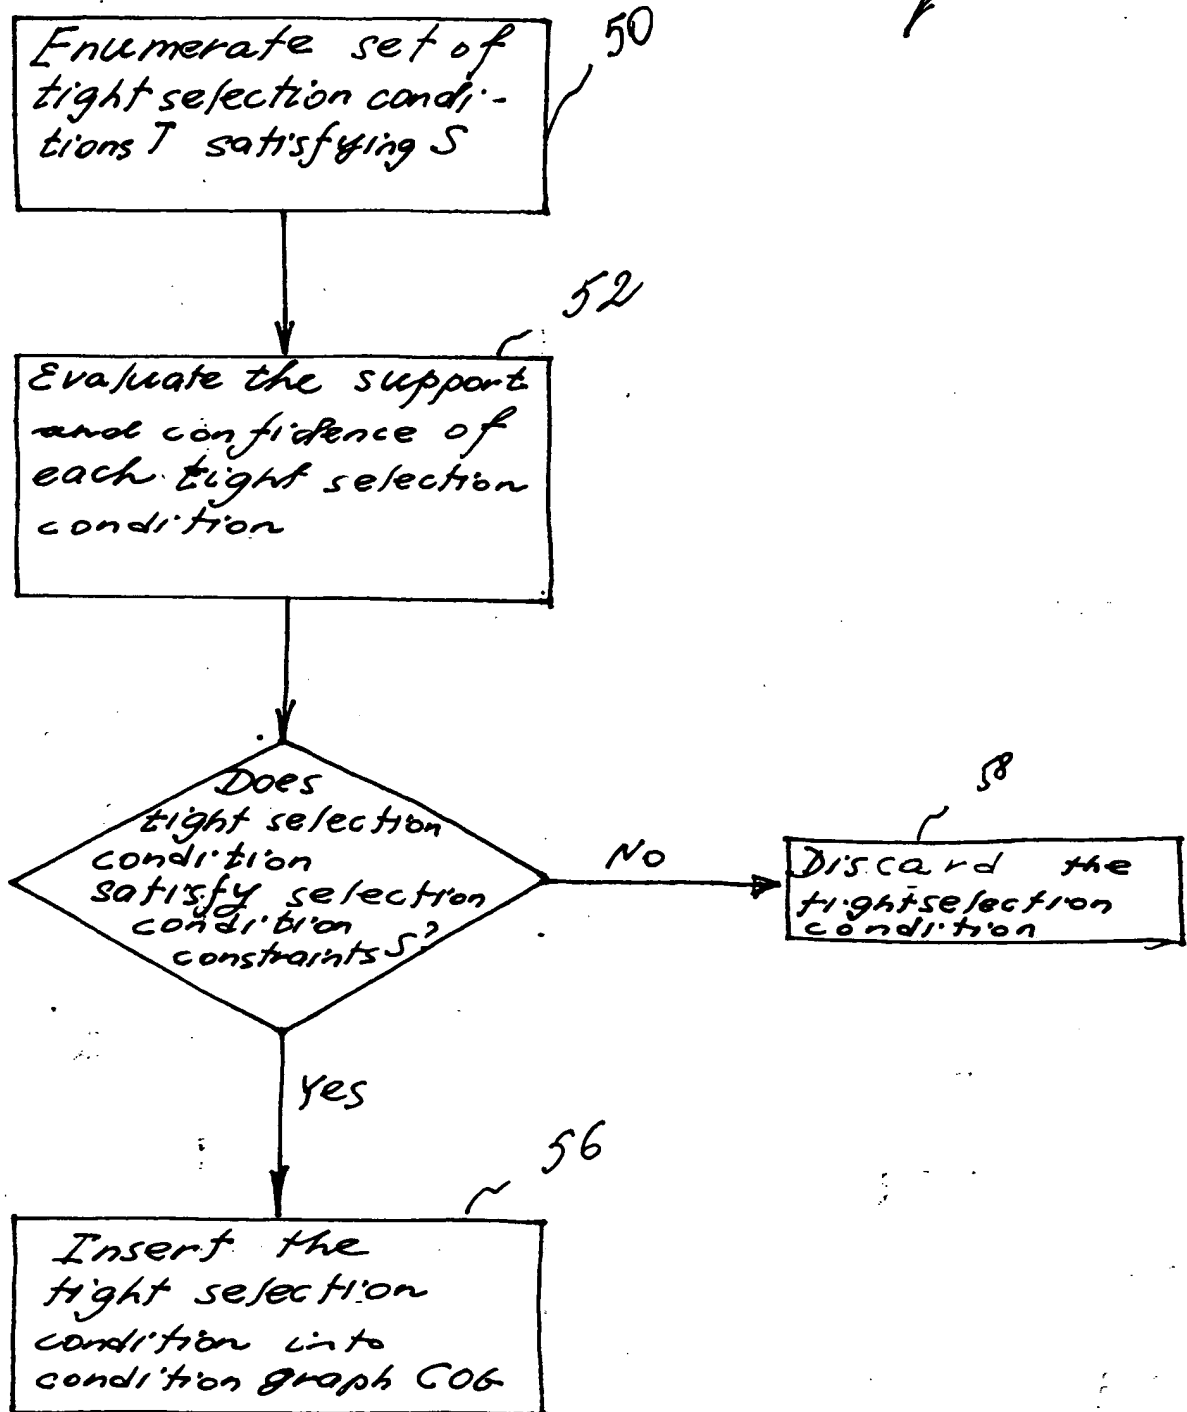 50
Enumerate set of
tight selection condi-
tions T satisfying S
52
Evaluate the support
and confidence of
each tight selection
condition
Does
tight selection
condition
satisfy selection
condition
constraints S?
No
58
Discard the
tight selection
condition
Yes
56
Insert the
tight selection
condition into
condition graph COG